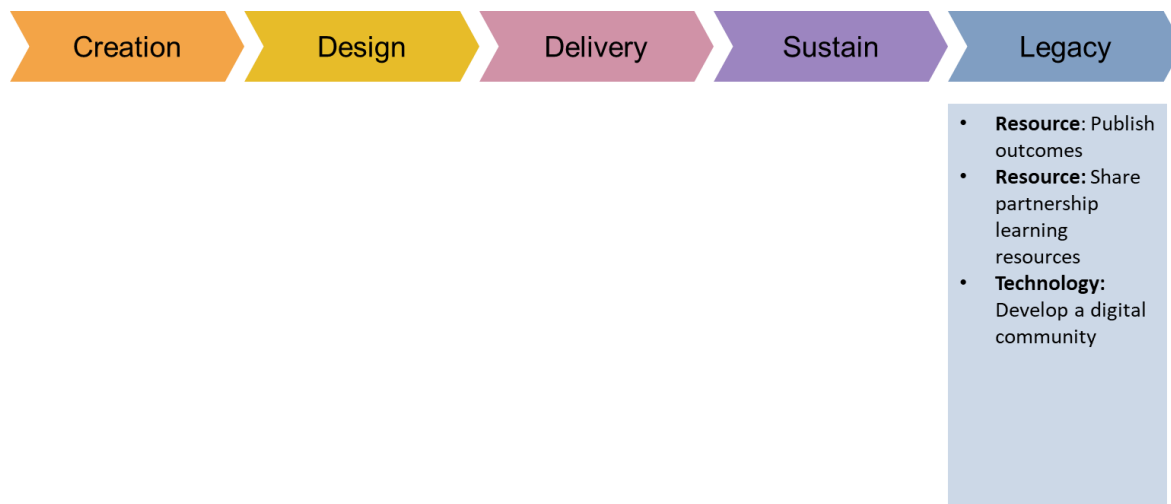 Creation
Design
Delivery
Sustain
Legacy
• Resource: Publish
outcomes
• Resource: Share
partnership
learning
resources
• Technology:
Develop a digital
community